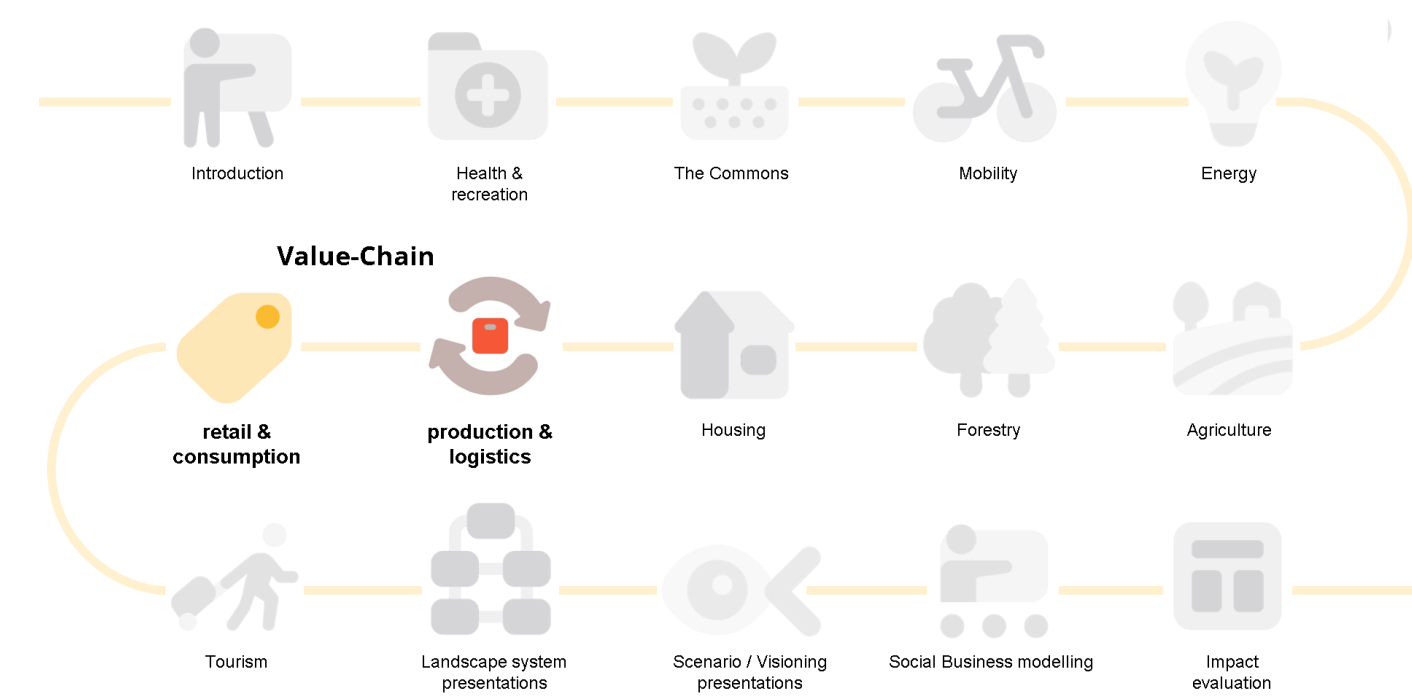 Introduction
Health &
recreation
The Commons
Mobility
Energy
Value-Chain
retail &
consumption
production &
logistics
Housing
Forestry
Agriculture
Tourism
Landscape system
presentations
Scenario / Visioning
presentations
Social Business modelling
Impact
evaluation